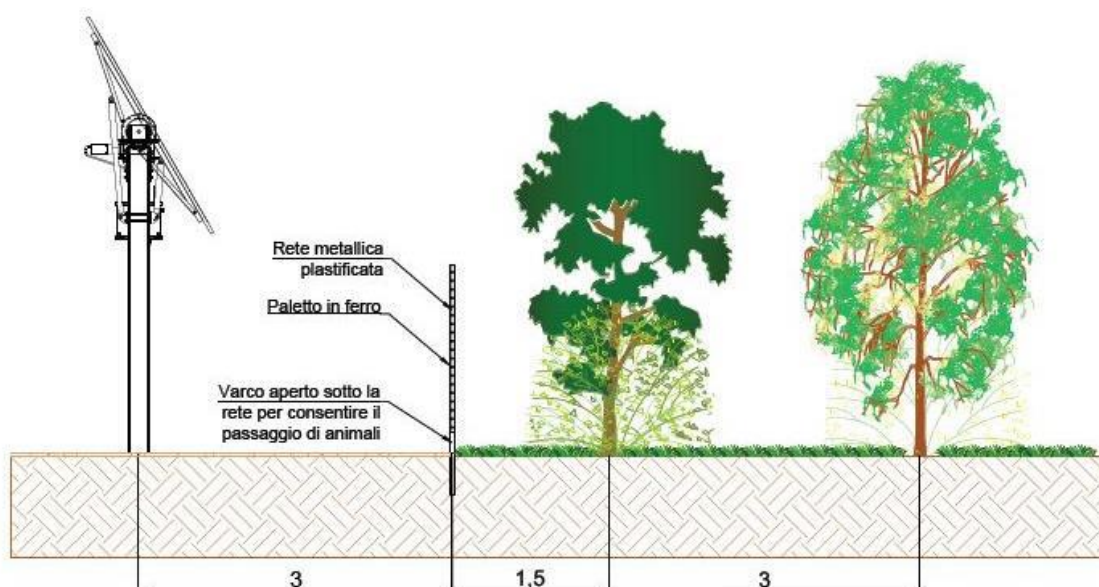 Rete metallica
plastificata
Paletto in ferro
Varco aperto sotto la
rete per consentire il
passaggio di animali
3
1,5
3